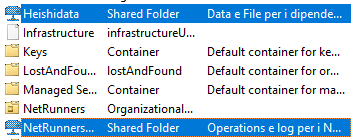 Heishidata Shared Folder Data e File per i dipende...
Infrastructure infrastructureU...
Keys Container Default container for ke...
LostAndFou... lostAndFound Default container for or...
Managed Se... Container Default container for ma...
NetRunners Organizational...
NetRunners... Shared Folder Operations e log per i N...